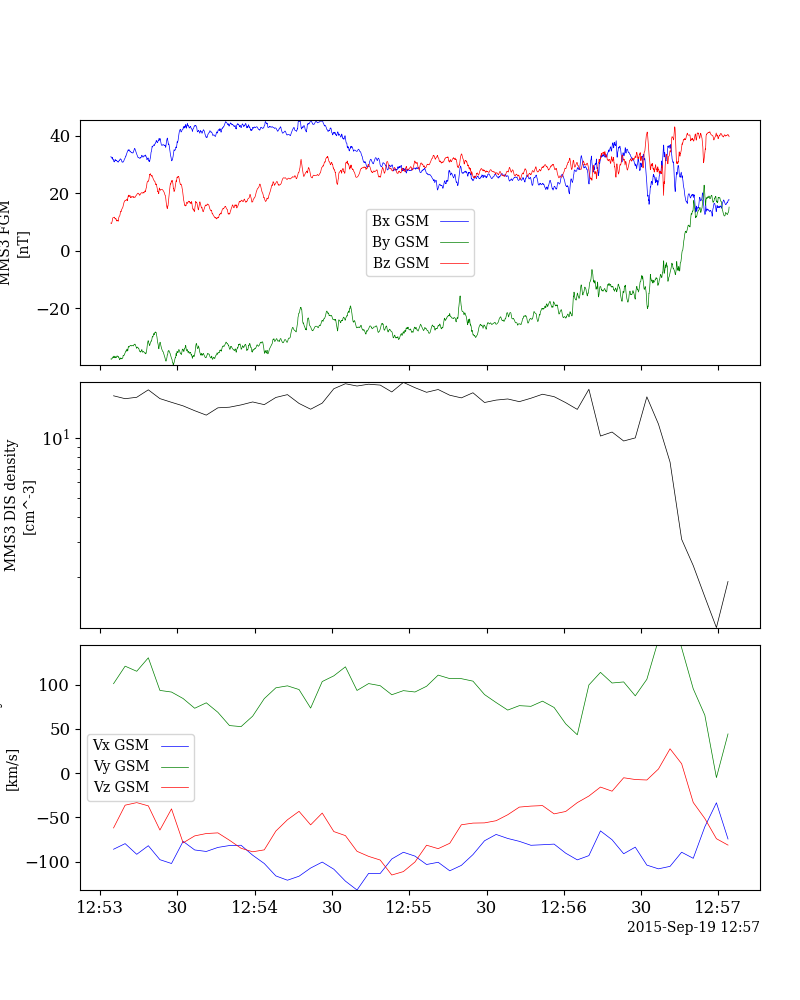 40
20
0
−20
MMS3 FGM
[nT]
Bx GSM
By GSM
Bz GSM
10^1
MMS3 DIS density
[cm^-3]
100
50
0
−50
−100
[km/s]
Vx GSM
Vy GSM
Vz GSM
12:53 30 12:54 30 12:55 30 12:56 30 12:57
2015-Sep-19 12:57